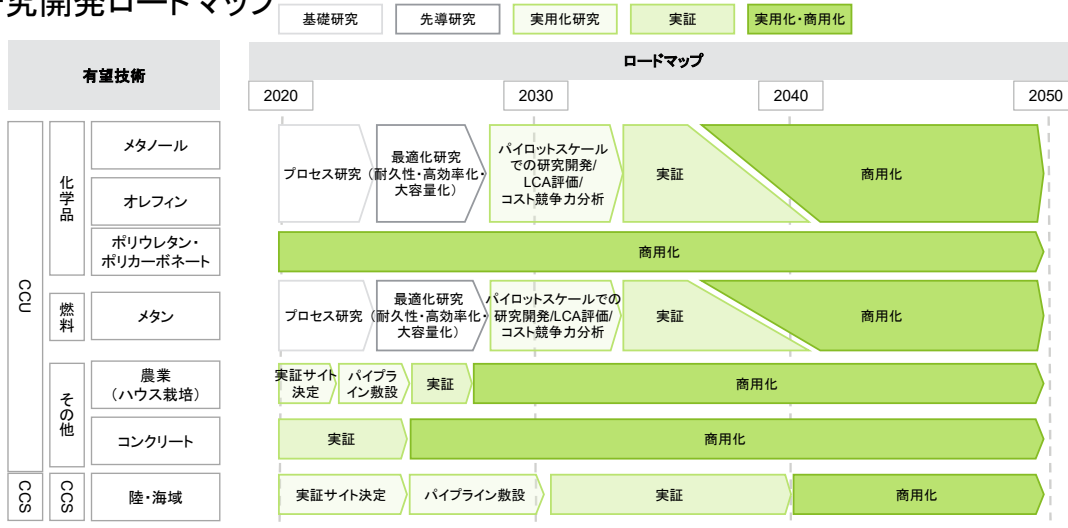 研究開発ロードマップ
基礎研究
先導研究
実用化研究
実証
実用化・商用化
有望技術
ロードマップ
2020
2030
2040
2050
CCU
化学品
メタノール
オレフィン
プロセス研究
最適化研究
(耐久性・高効率化・
大容量化)
パイロットスケール
での研究開発/
LCA評価/
コスト競争力分析
実証
商用化
ポリウレタン・
ポリカーボネート
商用化
燃料
メタン
プロセス研究
最適化研究
(耐久性・高効率化・
大容量化)
パイロットスケールでの
研究開発/LCA評価/
コスト競争力分析
実証
商用化
その他
農業
(ハウス栽培)
実証サイト
決定
パイプラ
イン敷設
実証
商用化
コンクリート
実証
商用化
CCS
CCS
陸・海域
実証サイト決定
パイプライン敷設
実証
商用化